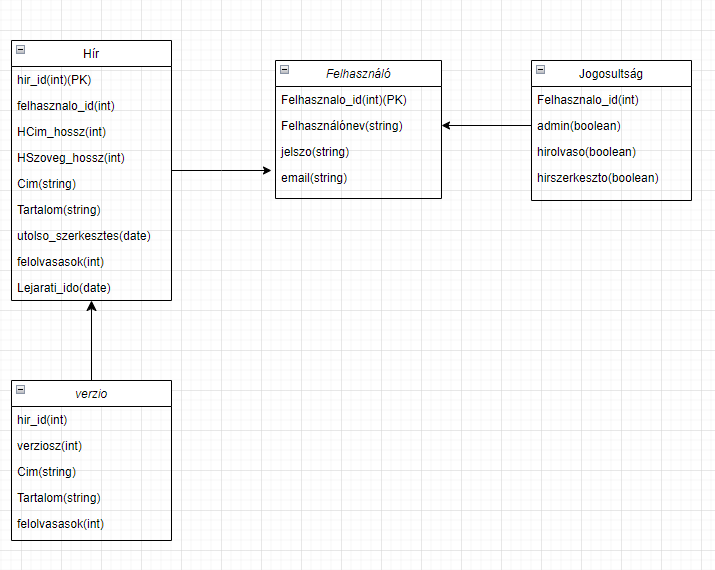 Hír
hir_id(int)(PK)
felhasznalo_id(int)
HCim_hossz(int)
HSzoveg_hossz(int)
Cim(string)
Tartalom(string)
utolso_szerkesztes(date)
felolvasasok(int)
Lejarati_ido(date)
Felhasználó
Felhasznalo_id(int)(PK)
Felhasználónev(string)
jelszo(string)
email(string)
Jogosultság
Felhasznalo_id(int)
admin(boolean)
hirolvaso(boolean)
hirszerkeszto(boolean)
verzio
hir_id(int)
verziosz(int)
Cim(string)
Tartalom(string)
felolvasasok(int)